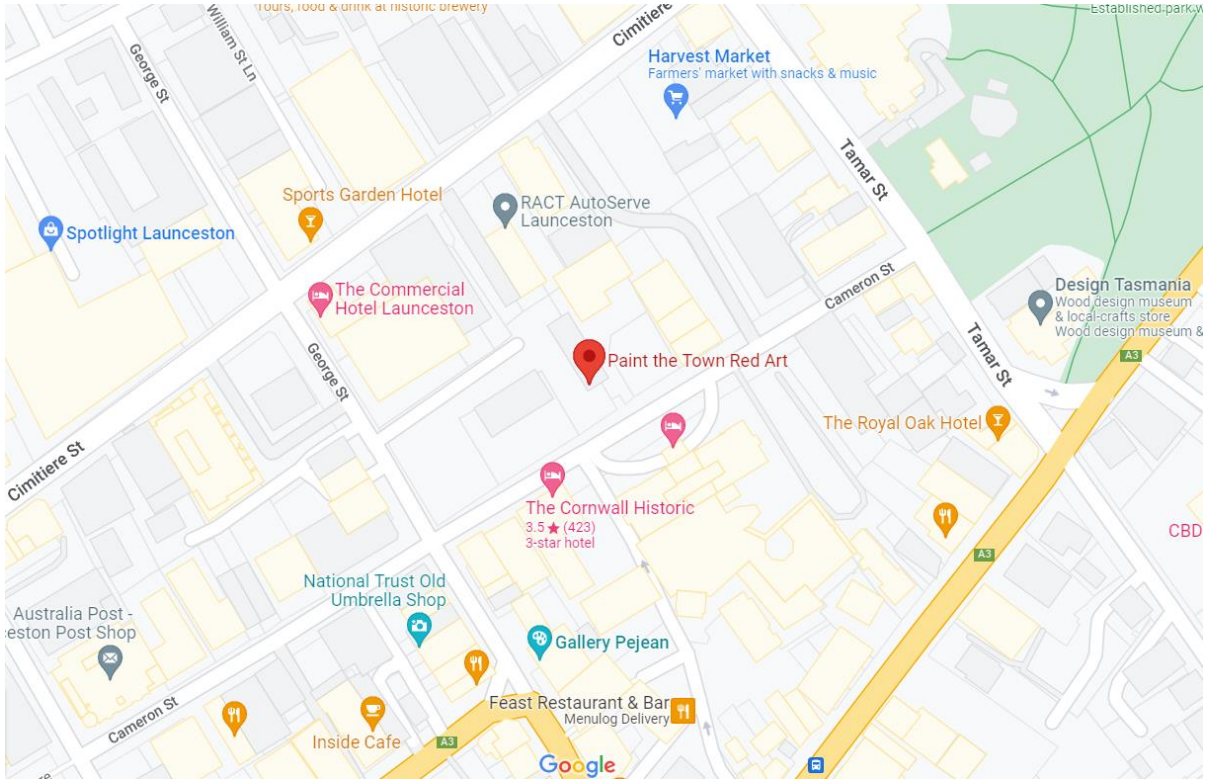 Tours, food & drink at historic brewery
Established park w
William St Ln
George St
Cimitiere
Harvest Market
Farmers' market with snacks & music
Tamar St
Sports Garden Hotel
RACT AutoServe
Launceston
Spotlight Launceston
The Commercial
Hotel Launceston
Cameron St
Design Tasmania
Wood design museum
& local-crafts store
Wood design museum &
A3
George St
Paint the Town Red Art
Tamar St
The Royal Oak Hotel
Cimitiere St
The Cornwall Historic
3.5 ★ (423)
3-star hotel
CBD
A3
National Trust Old
Umbrella Shop
Australia Post -
ceston Post Shop
Gallery Pejean
Feast Restaurant & Bar
Menulog Delivery
Cameron St
Inside Cafe
A3
Google